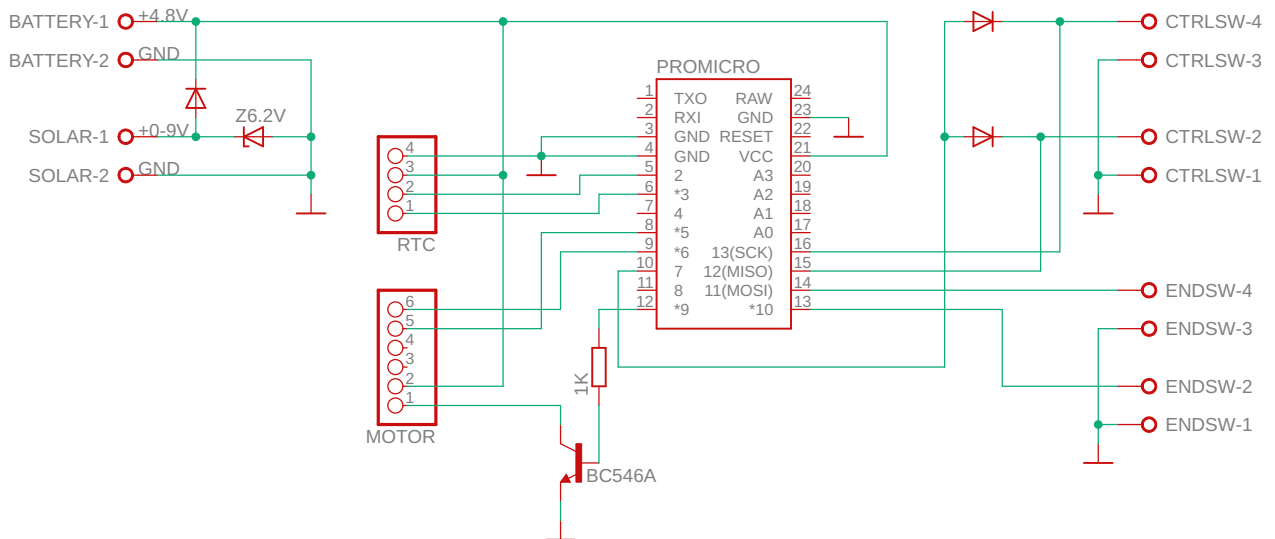 BATTERY-1 +4.8V
BATTERY-2 GND
SOLAR-1 +0-9V Z6.2V
SOLAR-2 GND
4
3
2
1
RTC
6
5
4
3
2
1
MOTOR
PROMICRO
1 TXO RAW 24
2 RXI GND 23
3 GND RESET 22
4 GND VCC 21
5 2 A3 20
6 *3 A2 19
7 4 A1 18
8 *5 A0 17
9 *6 13(SCK) 16
10 7 12(MISO) 15
11 8 11(MOSI) 14
12 *9 *10 13
1K
BC546A
CTRLSW-4
CTRLSW-3
CTRLSW-2
CTRLSW-1
ENDSW-4
ENDSW-3
ENDSW-2
ENDSW-1